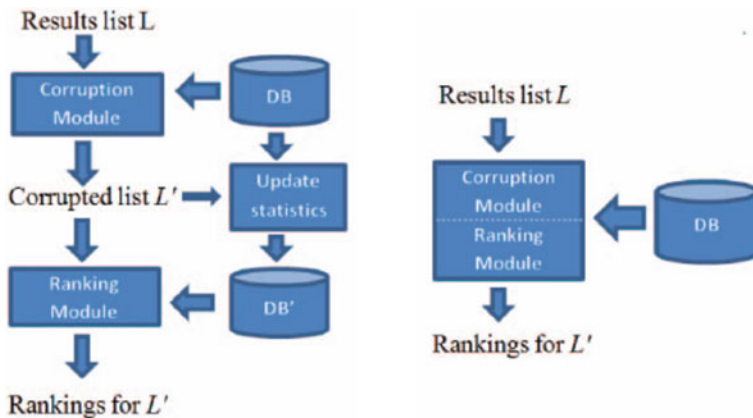 Results list L
Corruption
Module
DB
Corrupted list L'
Update
statistics
Ranking
Module
DB'
Rankings for L'
Results list L
Corruption
Module
Ranking
Module
DB
Rankings for L'